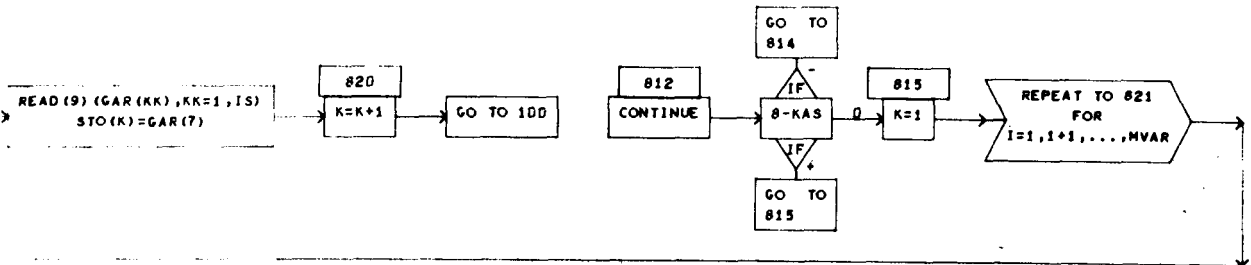 READ(9)(GAR(KK),KK=1,IS)
STO(K)=GAR(7)
820
K=K+1
GO TO 100
812
CONTINUE
GO TO
814
-
IF
8-KAS
0
IF
+
GO TO
815
815
K=1
REPEAT TO 821
FOR
I=1,1+1,...,MVAR